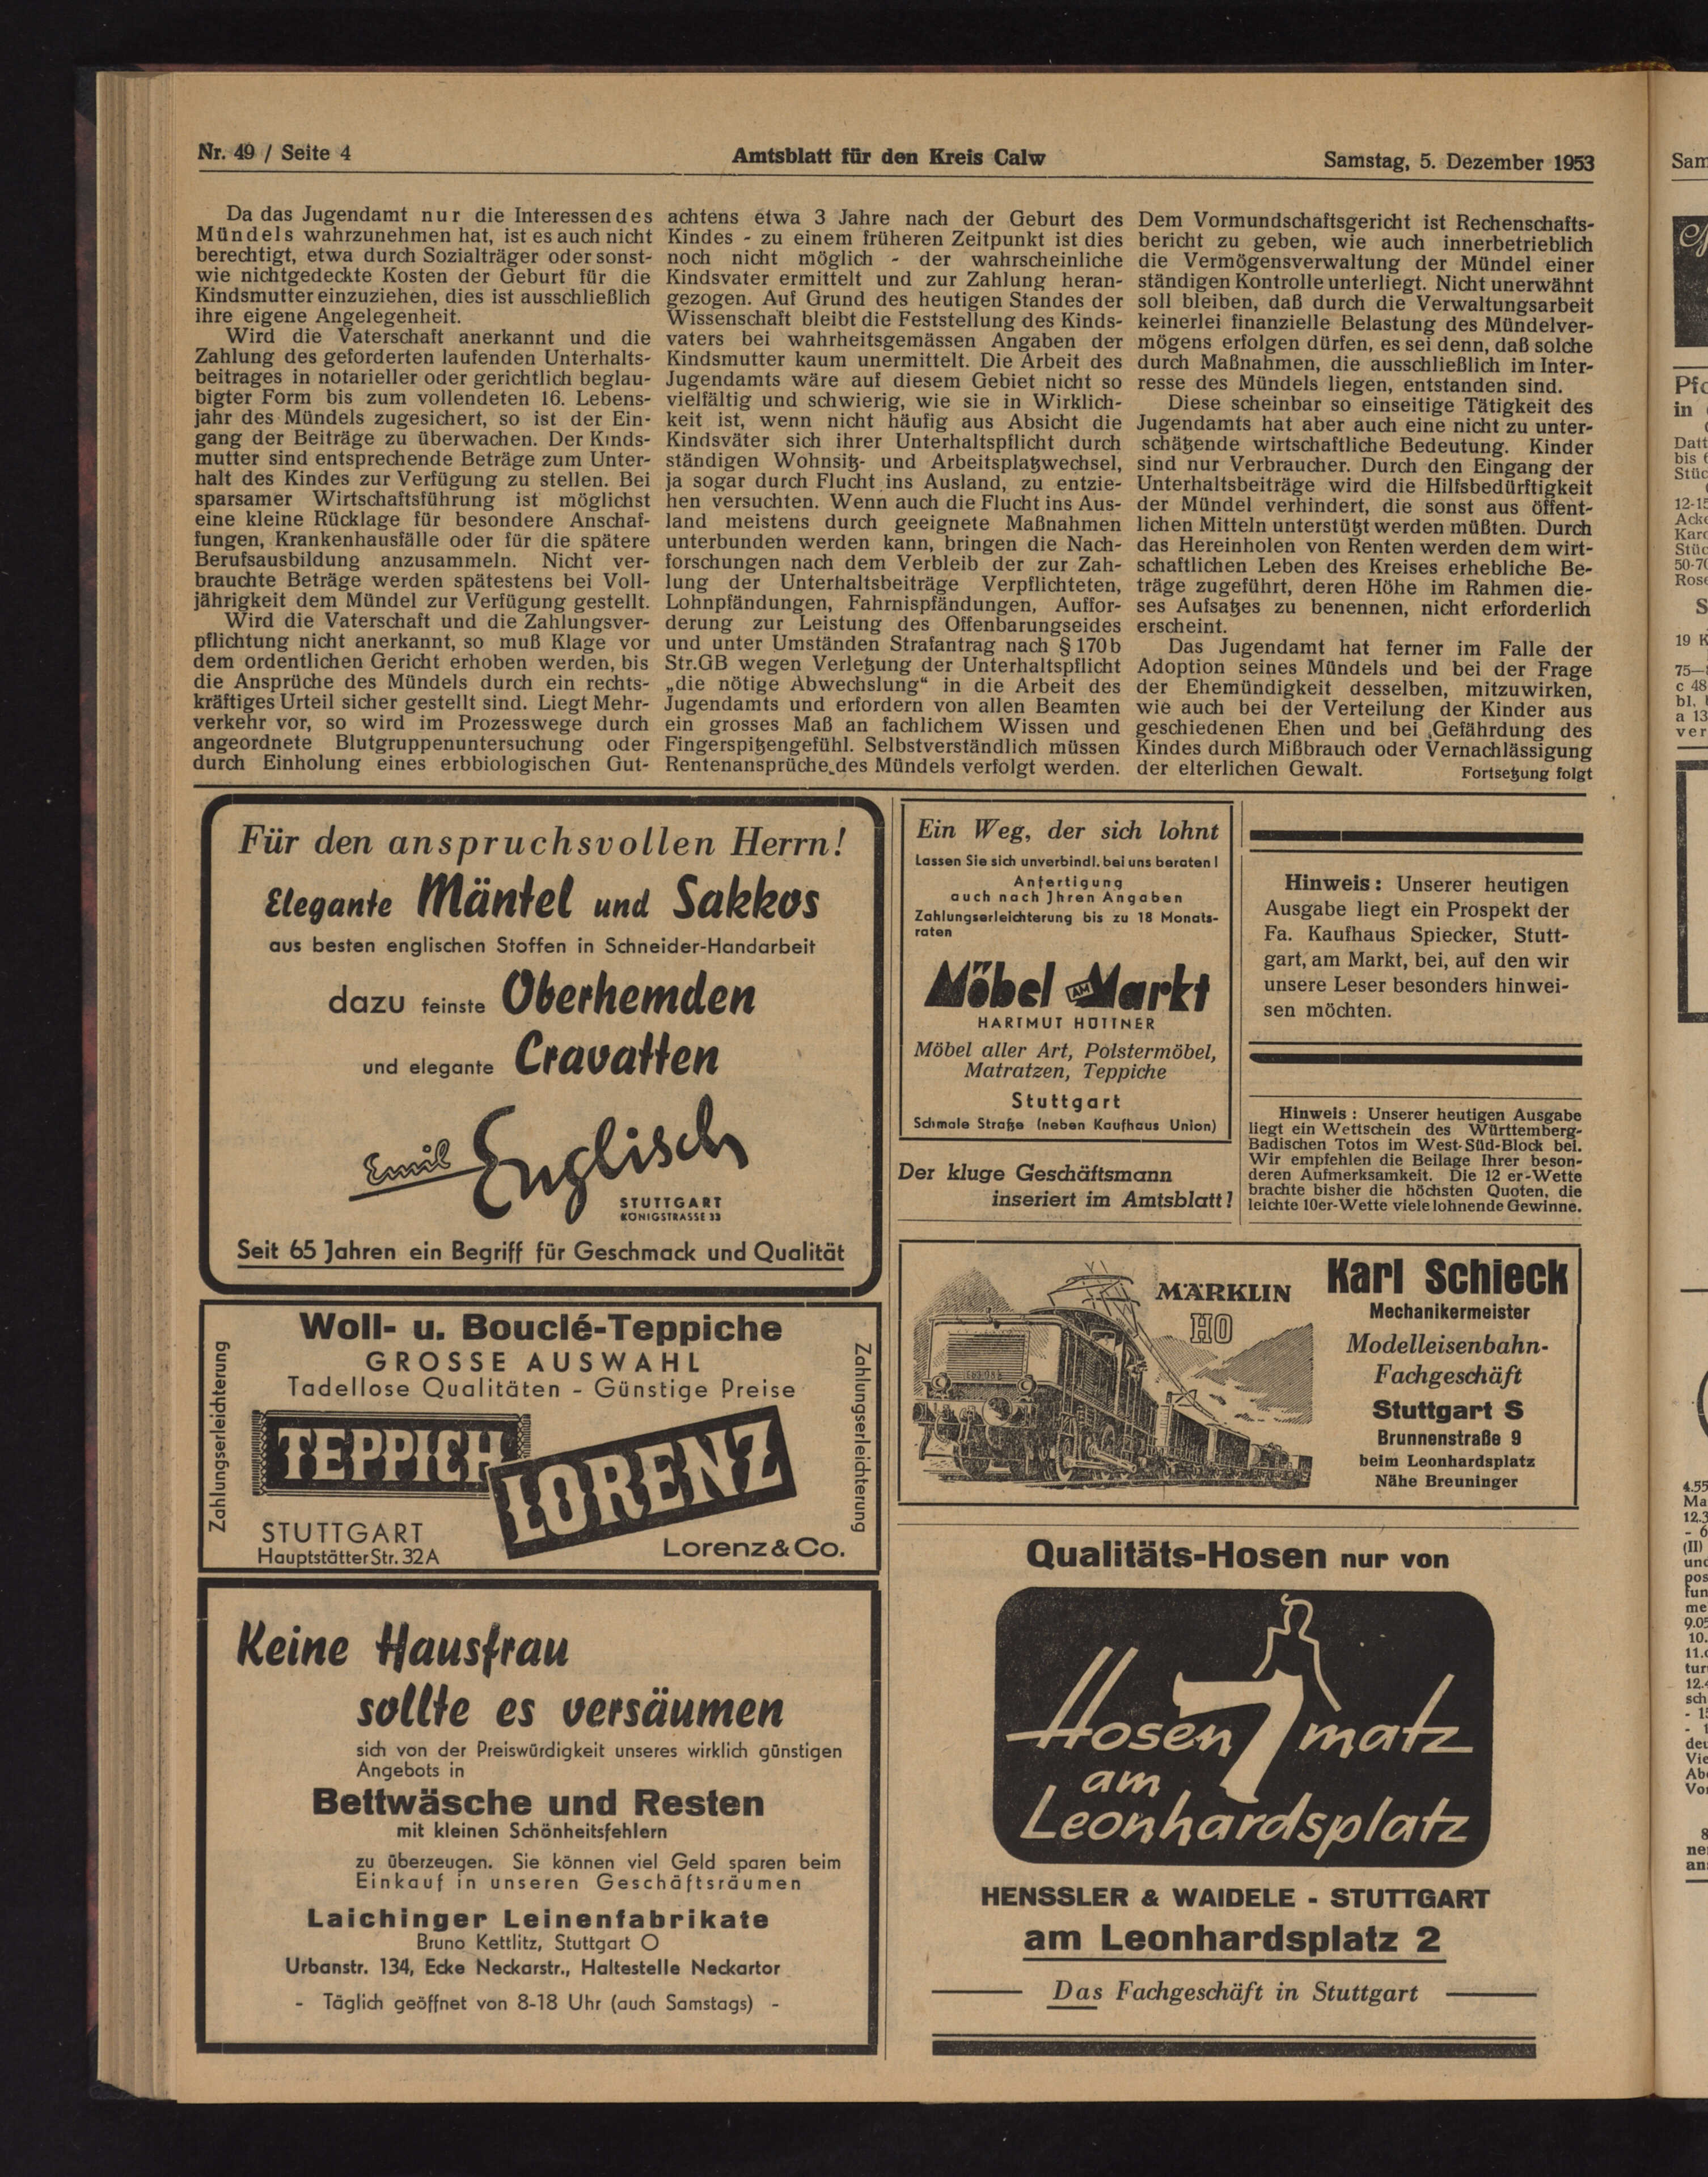 Nr. 49 / Seite 4
Amtsblatt für den Kreis Calw
Samstag, 5. Dezember 1953
Da das Jugendamt nur die Interessen des
Mündels wahrzunehmen hat, ist es auch nicht
berechtigt, etwa durch Sozialträger oder sonst-
wie nichtgedeckte Kosten der Geburt für die
Kindsmutter einzuziehen, dies ist ausschließlich
ihre eigene Angelegenheit.
Wird die Vaterschaft anerkannt und die
Zahlung des geforderten laufenden Unterhalts-
beitrages in notarieller oder gerichtlich beglau-
bigter Form bis zum vollendeten 16. Lebens-
jahr des Mündels zugesichert, so ist der Ein-
gang der Beiträge zu überwachen. Der Kinds-
mutter sind entsprechende Beträge zum Unter-
halt des Kindes zur Verfügung zu stellen. Bei
sparsamer Wirtschaftsführung ist möglichst
eine kleine Rücklage für besondere Anschaf-
fungen, Krankenhausfälle oder für die spätere
Berufsausbildung anzusammeln. Nicht ver-
brauchte Beträge werden spätestens bei Voll-
jährigkeit dem Mündel zur Verfügung gestellt.
Wird die Vaterschaft und die Zahlungsver-
pflichtung nicht anerkannt, so muß Klage vor
dem ordentlichen Gericht erhoben werden, bis
die Ansprüche des Mündels durch ein rechts-
kräftiges Urteil sicher gestellt sind. Liegt Mehr-
verkehr vor, so wird im Prozesswege durch
angeordnete Blutgruppenuntersuchung oder
durch Einholung eines erbbiologischen Gut-
achtens etwa 3 Jahre nach der Geburt des
Kindes - zu einem früheren Zeitpunkt ist dies
noch nicht möglich - der wahrscheinliche
Kindsvater ermittelt und zur Zahlung heran-
gezogen. Auf Grund des heutigen Standes der
Wissenschaft bleibt die Feststellung des Kinds-
vaters bei wahrheitsgemässen Angaben der
Kindsmutter kaum unermittelt. Die Arbeit des
Jugendamts wäre auf diesem Gebiet nicht so
vielfältig und schwierig, wie sie in Wirklich-
keit ist, wenn nicht häufig aus Absicht die
Kindsväter sich ihrer Unterhaltspflicht durch
ständigen Wohnsitz- und Arbeitsplatzwechsel,
ja sogar durch Flucht ins Ausland, zu entzie-
hen versuchten. Wenn auch die Flucht ins Aus-
land meistens durch geeignete Maßnahmen
unterbunden werden kann, bringen die Nach-
forschungen nach dem Verbleib der zur Zah-
lung der Unterhaltsbeiträge Verpflichteten,
Lohnpfändungen, Fahrnispfändungen, Auffor-
derung zur Leistung des Offenbarungseides
und unter Umständen Strafantrag nach § 170b
Str.GB wegen Verletzung der Unterhaltspflicht
„die nötige Abwechslung“ in die Arbeit des
Jugendamts und erfordern von allen Beamten
ein grosses Maß an fachlichem Wissen und
Fingerspitzengefühl. Selbstverständlich müssen
Rentenansprüche des Mündels verfolgt werden.
Dem Vormundschaftsgericht ist Rechenschafts-
bericht zu geben, wie auch innerbetrieblich
die Vermögensverwaltung der Mündel einer
ständigen Kontrolle unterliegt. Nicht unerwähnt
soll bleiben, daß durch die Verwaltungsarbeit
keinerlei finanzielle Belastung des Mündelver-
mögens erfolgen dürfen, es sei denn, daß solche
durch Maßnahmen, die ausschließlich im Inter-
resse des Mündels liegen, entstanden sind.
Diese scheinbar so einseitige Tätigkeit des
Jugendamts hat aber auch eine nicht zu unter-
schätzende wirtschaftliche Bedeutung. Kinder
sind nur Verbraucher. Durch den Eingang der
Unterhaltsbeiträge wird die Hilfsbedürftigkeit
der Mündel verhindert, die sonst aus öffent-
lichen Mitteln unterstützt werden müßten. Durch
das Hereinholen von Renten werden dem wirt-
schaftlichen Leben des Kreises erhebliche Be-
träge zugeführt, deren Höhe im Rahmen die-
ses Aufsatzes zu benennen, nicht erforderlich
erscheint.
Das Jugendamt hat ferner im Falle der
Adoption seines Mündels und bei der Frage
der Ehemündigkeit desselben, mitzuwirken,
wie auch bei der Verteilung der Kinder aus
geschiedenen Ehen und bei Gefährdung des
Kindes durch Mißbrauch oder Vernachlässigung
der elterlichen Gewalt. Fortsetzung folgt
Für den anspruchsvollen Herrn!
Elegante Mäntel und Sakkos
aus besten englischen Stoffen in Schneider-Handarbeit
dazu feinste Oberhemden
und elegante Cravatten
Emil Englisch
STUTTGART
KÖNIGSTRASSE 33
Seit 65 Jahren ein Begriff für Geschmack und Qualität
Woll- u. Bouclé-Teppiche
GROSSE AUSWAHL
Tadellose Qualitäten - Günstige Preise
Zahlungserleichterung
Zahlungserleichterung
TEPPICH
LORENZ
STUTTGART
Hauptstätter Str. 32A
Lorenz & Co.
Keine Hausfrau
sollte es versäumen
sich von der Preiswürdigkeit unseres wirklich günstigen
Angebots in
Bettwäsche und Resten
mit kleinen Schönheitsfehlern
zu überzeugen. Sie können viel Geld sparen beim
Einkauf in unseren Geschäftsräumen
Laichinger Leinenfabrikate
Bruno Kettlitz, Stuttgart O
Urbanstr. 134, Ecke Neckarstr., Haltestelle Neckartor
- Täglich geöffnet von 8-18 Uhr (auch Samstags) -
Ein Weg, der sich lohnt
Lassen Sie sich unverbindl. bei uns beraten!
Anfertigung
auch nach Jhren Angaben
Zahlungserleichterung bis zu 18 Monats-
raten
Möbel AM Markt
HARTMUT HÜTTNER
Möbel aller Art, Polstermöbel,
Matratzen, Teppiche
Stuttgart
Schmale Straße (neben Kaufhaus Union)
Der kluge Geschäftsmann
inseriert im Amtsblatt!
Hinweis: Unserer heutigen
Ausgabe liegt ein Prospekt der
Fa. Kaufhaus Spiecker, Stutt-
gart, am Markt, bei, auf den wir
unsere Leser besonders hinwei-
sen möchten.
Hinweis: Unserer heutigen Ausgabe
liegt ein Wettschein des Württemberg-
Badischen Totos im West-Süd-Block bei.
Wir empfehlen die Beilage Ihrer beson-
deren Aufmerksamkeit. Die 12 er-Wette
brachte bisher die höchsten Quoten, die
leichte 10er-Wette viele lohnende Gewinne.
MÄRKLIN
HO
Karl Schieck
Mechanikermeister
Modelleisenbahn-
Fachgeschäft
Stuttgart S
Brunnenstraße 9
beim Leonhardsplatz
Nähe Breuninger
Qualitäts-Hosen nur von
Hosenmatz
am
Leonhardsplatz
HENSSLER & WAIDELE - STUTTGART
am Leonhardsplatz 2
Das Fachgeschäft in Stuttgart